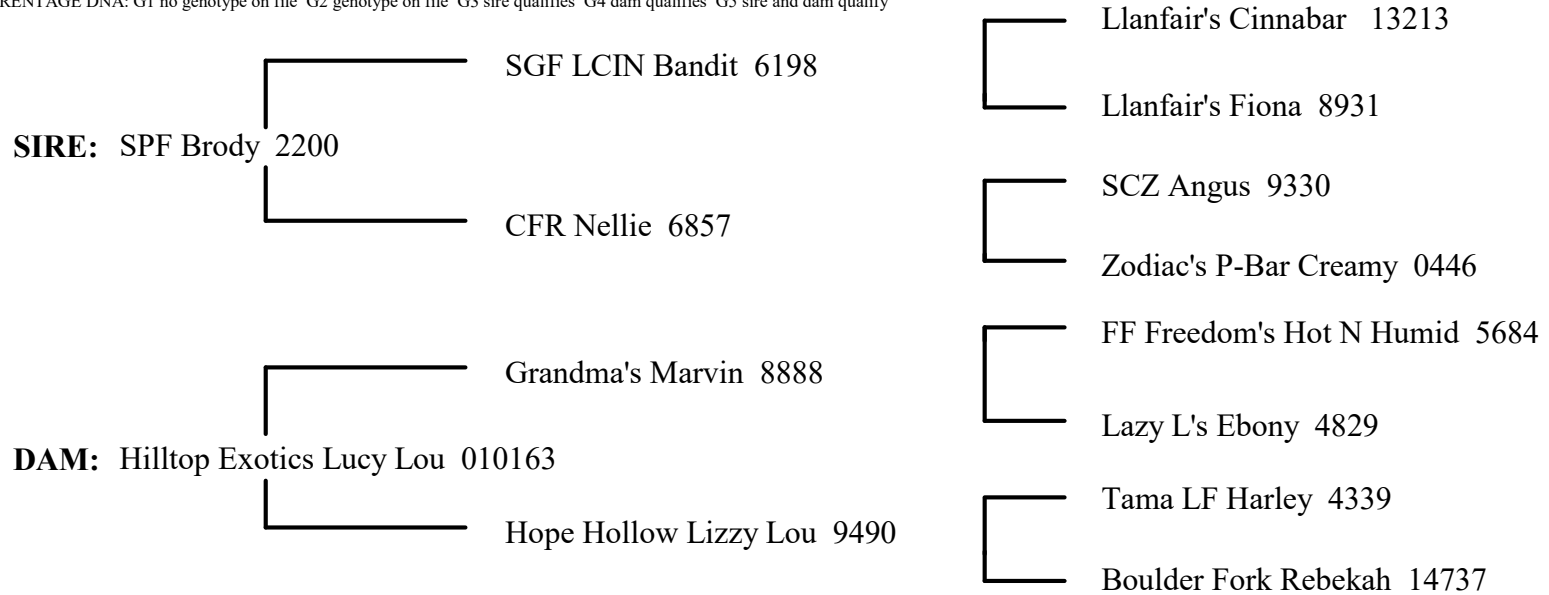 RENTAGE DNA: G1 no genotype on file G2 genotype on file G3 sire qualifies G4 dam qualifies G5 sire and dam qualify
Llanfair's Cinnabar 13213
SGF LCIN Bandit 6198
Llanfair's Fiona 8931
SIRE: SPF Brody 2200
SCZ Angus 9330
CFR Nellie 6857
Zodiac's P-Bar Creamy 0446
FF Freedom's Hot N Humid 5684
Grandma's Marvin 8888
Lazy L's Ebony 4829
DAM: Hilltop Exotics Lucy Lou 010163
Tama LF Harley 4339
Hope Hollow Lizzy Lou 9490
Boulder Fork Rebekah 14737